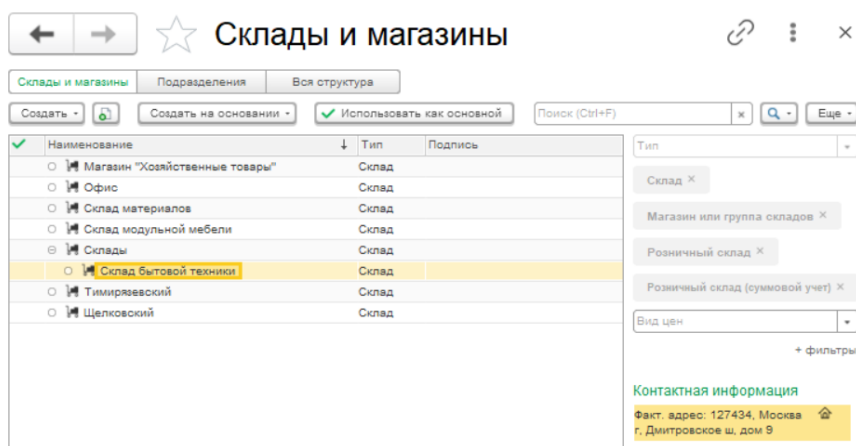 Склады и магазины
Склады и магазины Подразделения Вся структура
Создать Создать на основании Использовать как основной Поиск (Ctrl+F) × Еще
Наименование ↓ Тип Подпись
Магазин "Хозяйственные товары" Склад
Офис Склад
Склад материалов Склад
Склад модульной мебели Склад
Склады Склад
Склад бытовой техники Склад
Тимирязевский Склад
Щелковский Склад
Тип
Склад ×
Магазин или группа складов ×
Розничный склад ×
Розничный склад (суммовой учет) ×
Вид цен
+ фильтры
Контактная информация
Факт. адрес: 127434, Москва
г, Дмитровское ш, дом 9